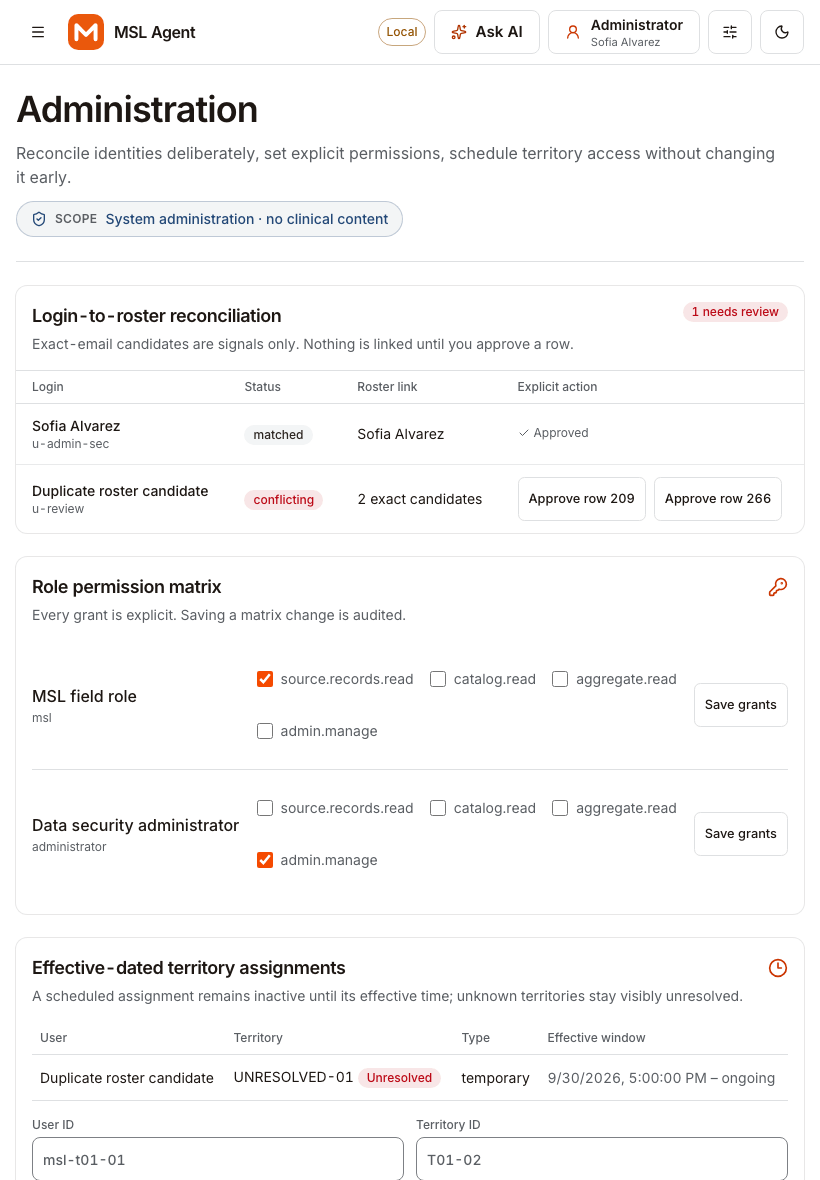 MSL Agent
Local
Ask AI
Administrator
Sofia Alvarez
Administration
Reconcile identities deliberately, set explicit permissions, schedule territory access without changing
it early.
SCOPE System administration · no clinical content
Login-to-roster reconciliation
1 needs review
Exact-email candidates are signals only. Nothing is linked until you approve a row.
Login Status Roster link Explicit action
Sofia Alvarez matched Sofia Alvarez Approved
u-admin-sec
Duplicate roster candidate conflicting 2 exact candidates Approve row 209 Approve row 266
u-review
Role permission matrix
Every grant is explicit. Saving a matrix change is audited.
MSL field role
msl
source.records.read catalog.read aggregate.read
admin.manage
Save grants
Data security administrator
administrator
source.records.read catalog.read aggregate.read
admin.manage
Save grants
Effective-dated territory assignments
A scheduled assignment remains inactive until its effective time; unknown territories stay visibly unresolved.
User Territory Type Effective window
Duplicate roster candidate UNRESOLVED-01 Unresolved temporary 9/30/2026, 5:00:00 PM – ongoing
User ID Territory ID
msl-t01-01 T01-02